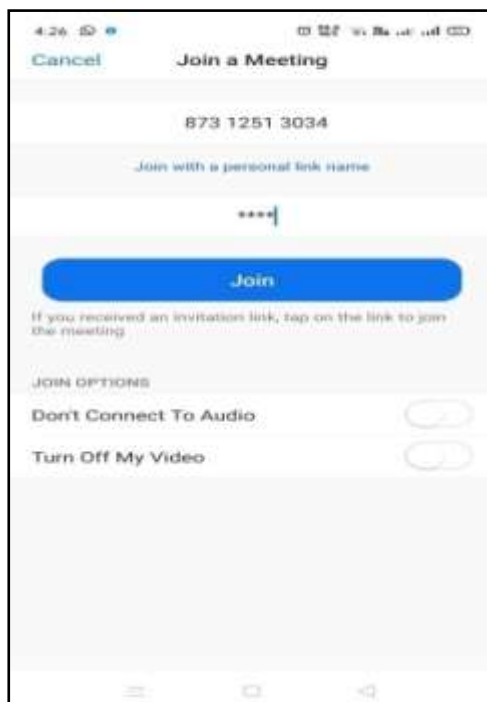 4:26
Cancel
Join a Meeting
873 1251 3034
Join with a personal link name
****
Join
If you received an invitation link, tap on the link to join
the meeting
JOIN OPTIONS
Don't Connect To Audio
Turn Off My Video